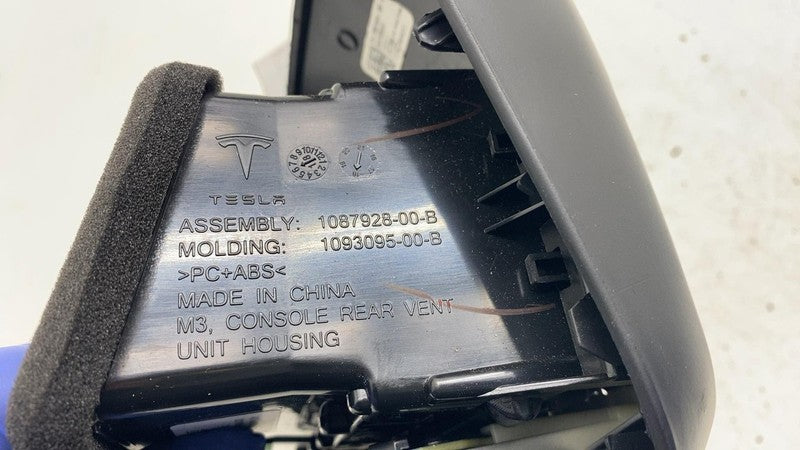 TESLA
ASSEMBLY: 1087928-00-B
MOLDING: 1093095-00-B
>PC+ABS<
MADE IN CHINA
M3, CONSOLE REAR VENT
UNIT HOUSING